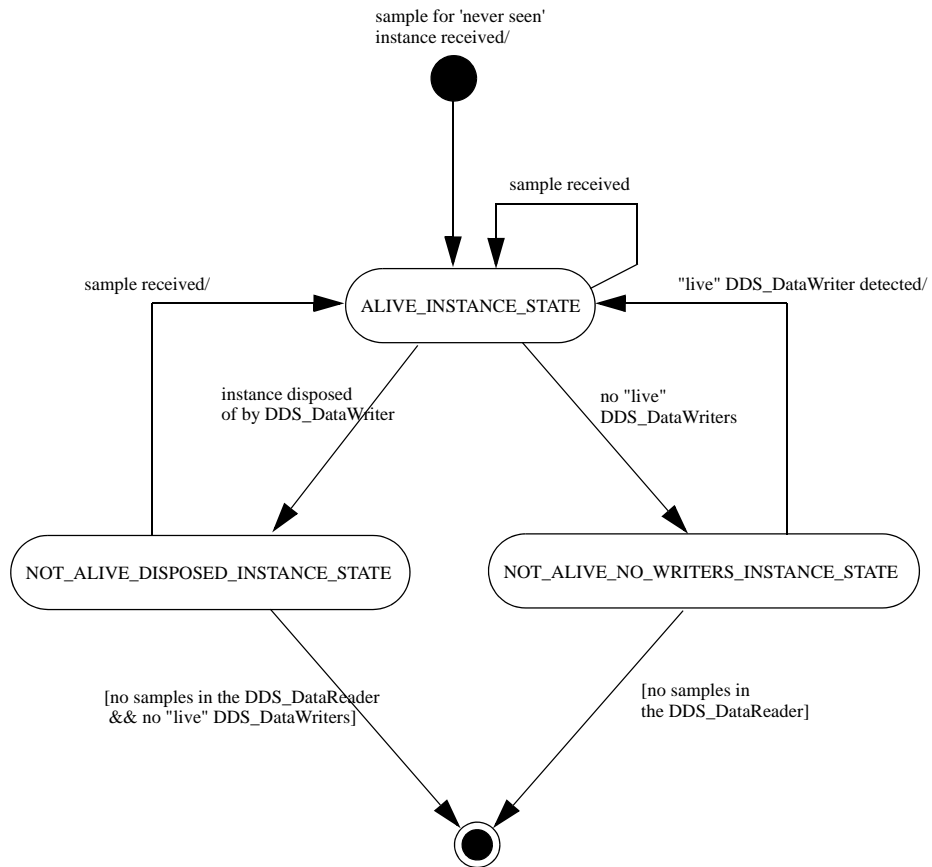 sample for 'never seen'
instance received/
sample received
sample received/
"live" DDS_DataWriter detected/
ALIVE_INSTANCE_STATE
instance disposed
of by DDS_DataWriter
no "live"
DDS_DataWriters
NOT_ALIVE_DISPOSED_INSTANCE_STATE
NOT_ALIVE_NO_WRITERS_INSTANCE_STATE
[no samples in the DDS_DataReader
&& no "live" DDS_DataWriters]
[no samples in
the DDS_DataReader]